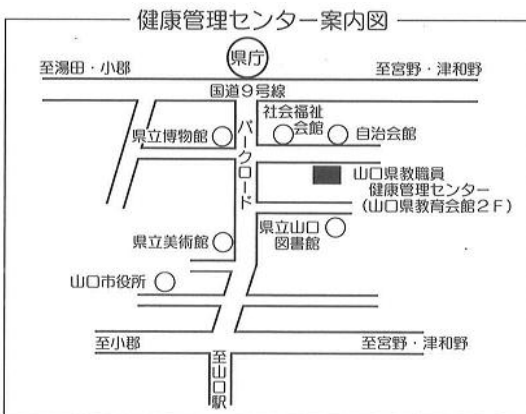 健康管理センター案内図
県庁
至湯田・小郡
至宮野・津和野
国道9号線
パークロード
社会福祉
会館
県立博物館
自治会館
山口県教職員
健康管理センター
(山口県教育会館2F)
県立山口
図書館
県立美術館
山口市役所
至小郡
至宮野・津和野
至山口駅